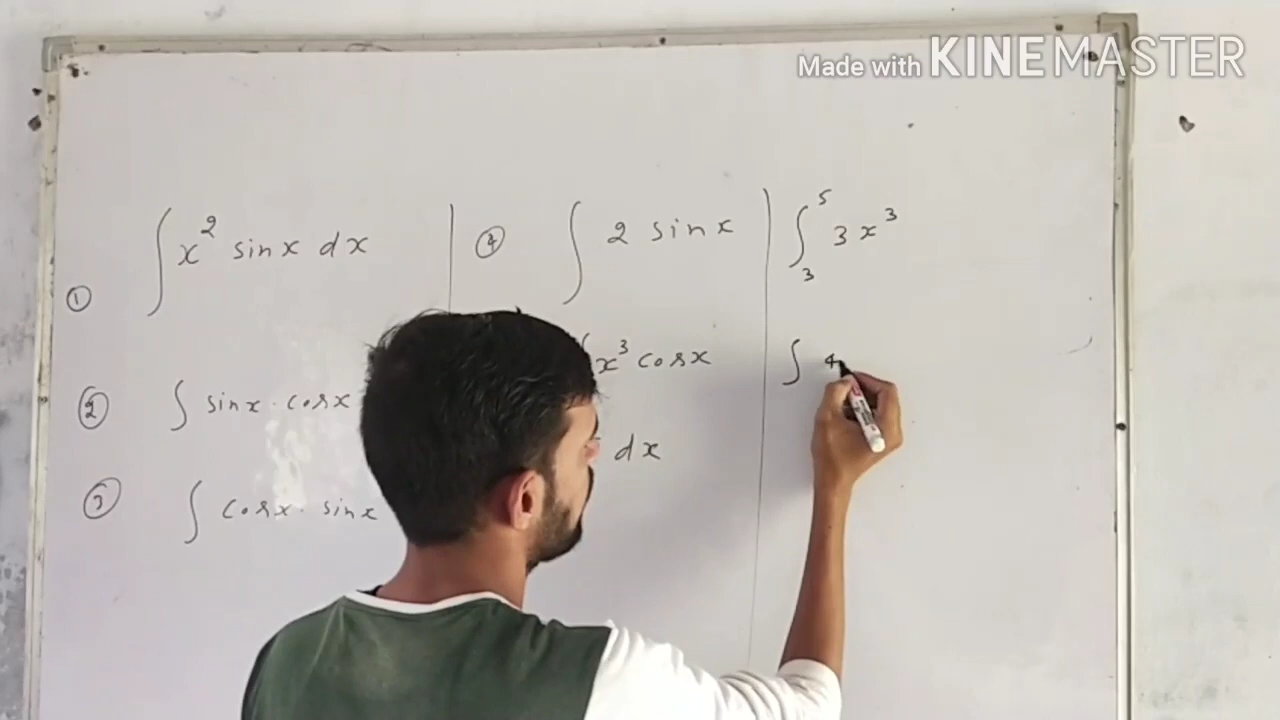 Made with KINEMASTER
① ∫ x² sinx dx
② ∫ sinx · cosx
③ ∫ cosx · sinx
④ ∫ 2 sinx
x³ cosx
dx
∫₃⁵ 3x³
∫ 4